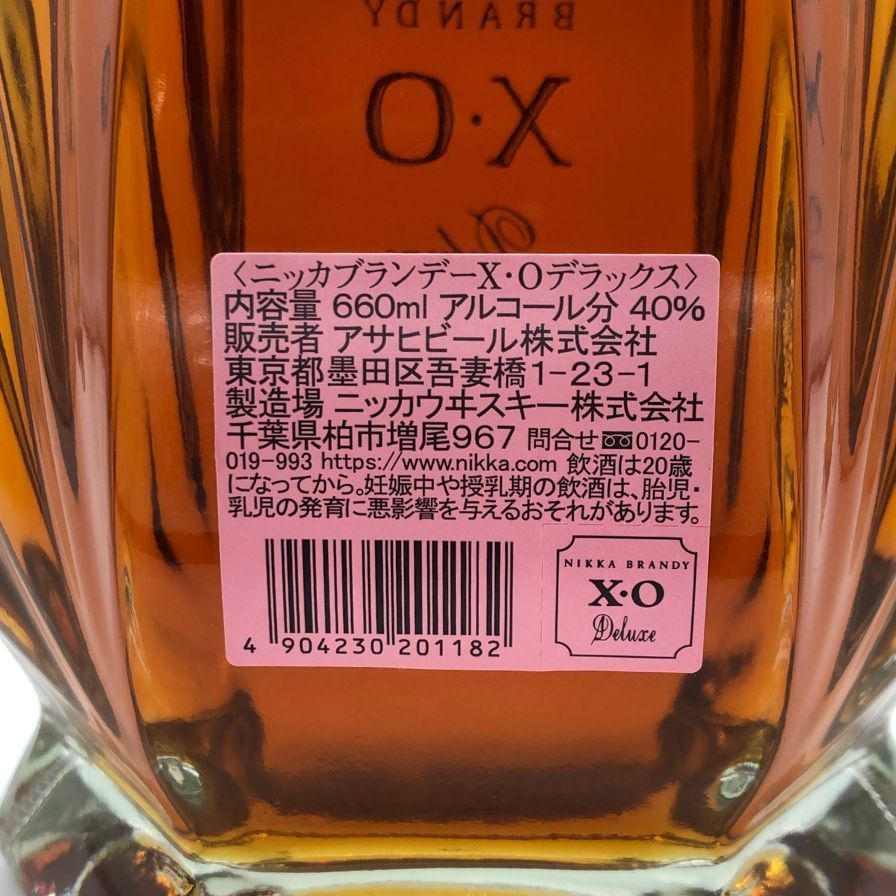 BRANDY
X・O
〈ニッカブランデーX・Oデラックス〉
内容量 660ml アルコール分 40%
販売者 アサヒビール株式会社
東京都墨田区吾妻橋1-23-1
製造場 ニッカウヰスキー株式会社
千葉県柏市増尾967 問合せ 0120-
019-993 https://www.nikka.com 飲酒は20歳
になってから。妊娠中や授乳期の飲酒は、胎児・
乳児の発育に悪影響を与えるおそれがあります。
4 904230 201182
NIKKA BRANDY
X・O
Deluxe